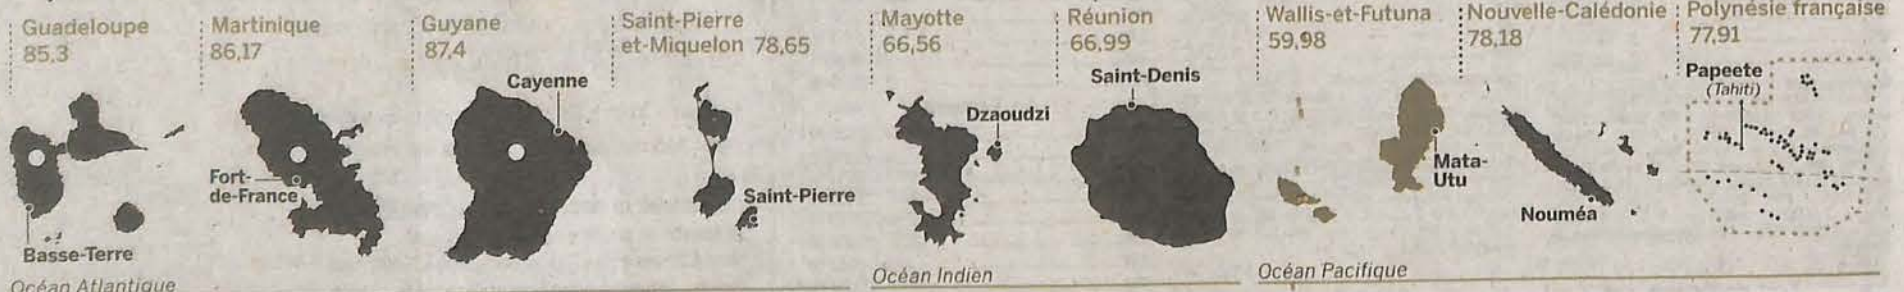 Guadeloupe
85,3
Basse-Terre
Martinique
86,17
Fort-
de-France
Guyane
87,4
Cayenne
Saint-Pierre
et-Miquelon 78,65
Saint-Pierre
Océan Atlantique
Mayotte
66,56
Dzaoudzi
Réunion
66,99
Saint-Denis
Océan Indien
Wallis-et-Futuna
59,98
Mata-
Utu
Nouvelle-Calédonie
78,18
Nouméa
Polynésie française
77,91
Papeete
(Tahiti)
Océan Pacifique